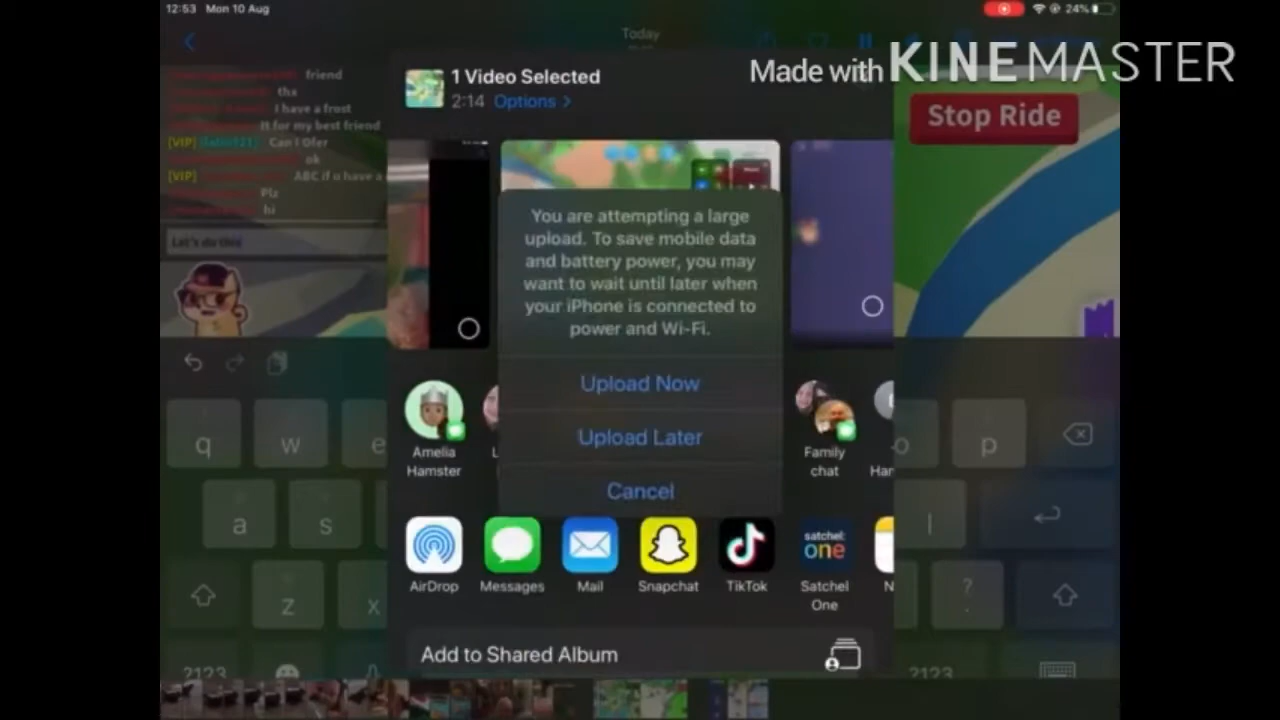 12:53 Mon 10 Aug
24%
Today
Made with KINEMASTER
1 Video Selected
2:14 Options >
Stop Ride
friend
thx
I have a frost
for my best friend
[VIP] Can I Ofer
ok
[VIP] ABC if u have a
Plz
hi
Let's do this
You are attempting a large
upload. To save mobile data
and battery power, you may
want to wait until later when
your iPhone is connected to
power and Wi-Fi.
Upload Now
Upload Later
Cancel
Amelia
Hamster
L
Family
chat
Har
AirDrop
Messages
Mail
Snapchat
TikTok
satchel:
one
Satchel
One
N
Add to Shared Album
q w e o p
a s l
z x ? .
.?123 .?123